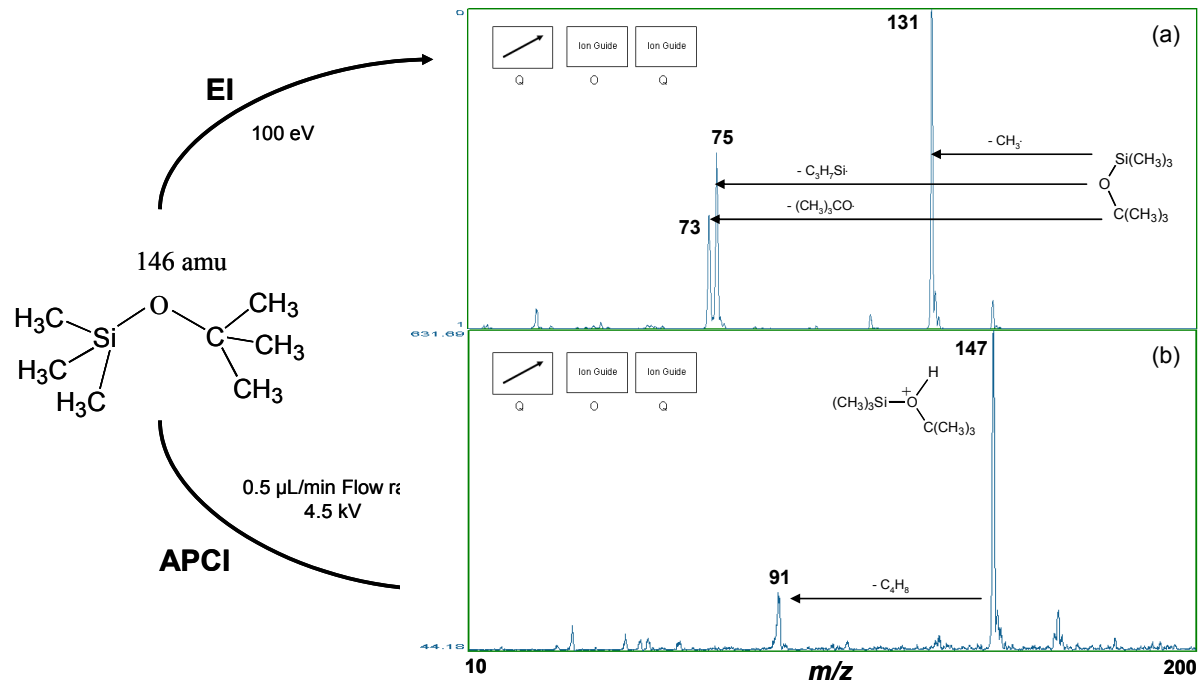 EI
100 eV
146 amu
H3C
O
CH3
Si
C
CH3
H3C
CH3
H3C
0.5 µL/min Flow ra
4.5 kV
APCI
0
131
(a)
Ion Guide
Ion Guide
Q
O
Q
75
- CH3·
Si(CH3)3
- C3H7Si·
O
- (CH3)3CO·
C(CH3)3
73
1
631.69
147
(b)
Ion Guide
Ion Guide
Q
O
Q
H
+
(CH3)3Si—O
C(CH3)3
91
- C4H8
44.18
10
m/z
200